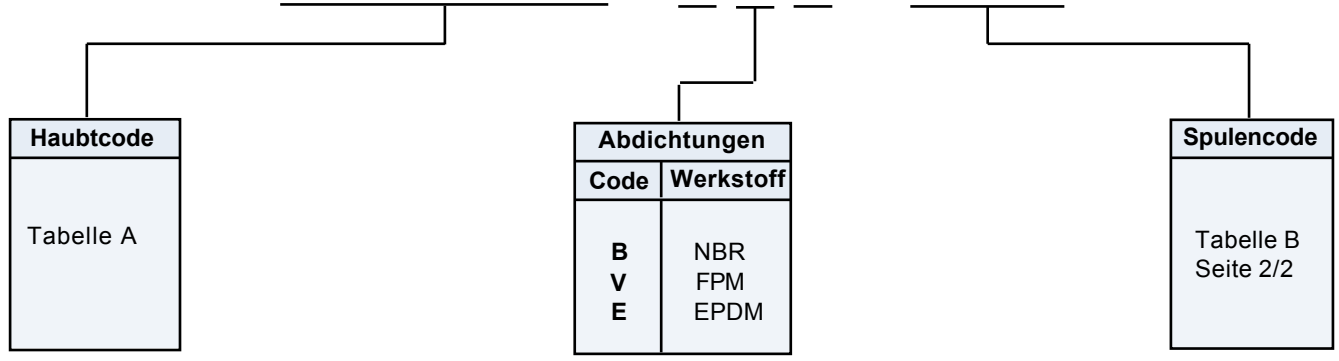 Haubtcode
Tabelle A
Abdichtungen
Code Werkstoff
B NBR
V FPM
E EPDM
Spulencode
Tabelle B
Seite 2/2